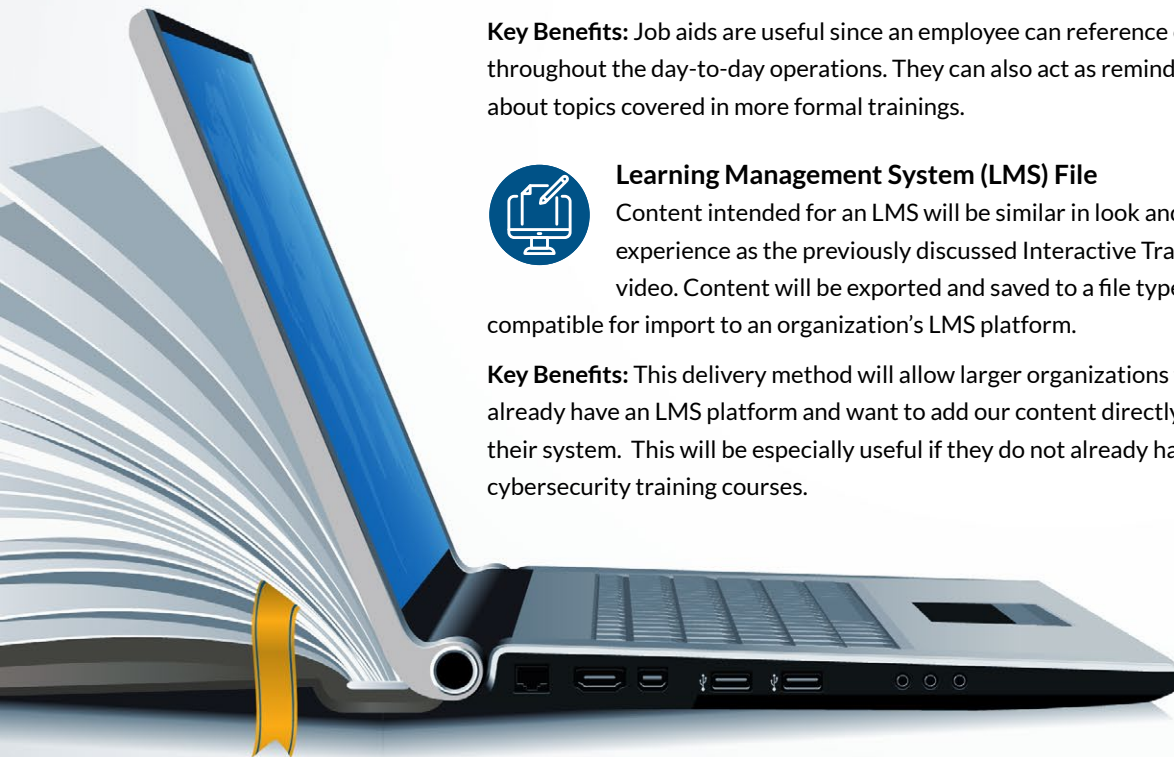 Key Benefits: Job aids are useful since an employee can reference
throughout the day-to-day operations. They can also act as remind
about topics covered in more formal trainings.
Learning Management System (LMS) File
Content intended for an LMS will be similar in look and
experience as the previously discussed Interactive Tra
video. Content will be exported and saved to a file type
compatible for import to an organization’s LMS platform.
Key Benefits: This delivery method will allow larger organizations
already have an LMS platform and want to add our content directly
their system. This will be especially useful if they do not already ha
cybersecurity training courses.